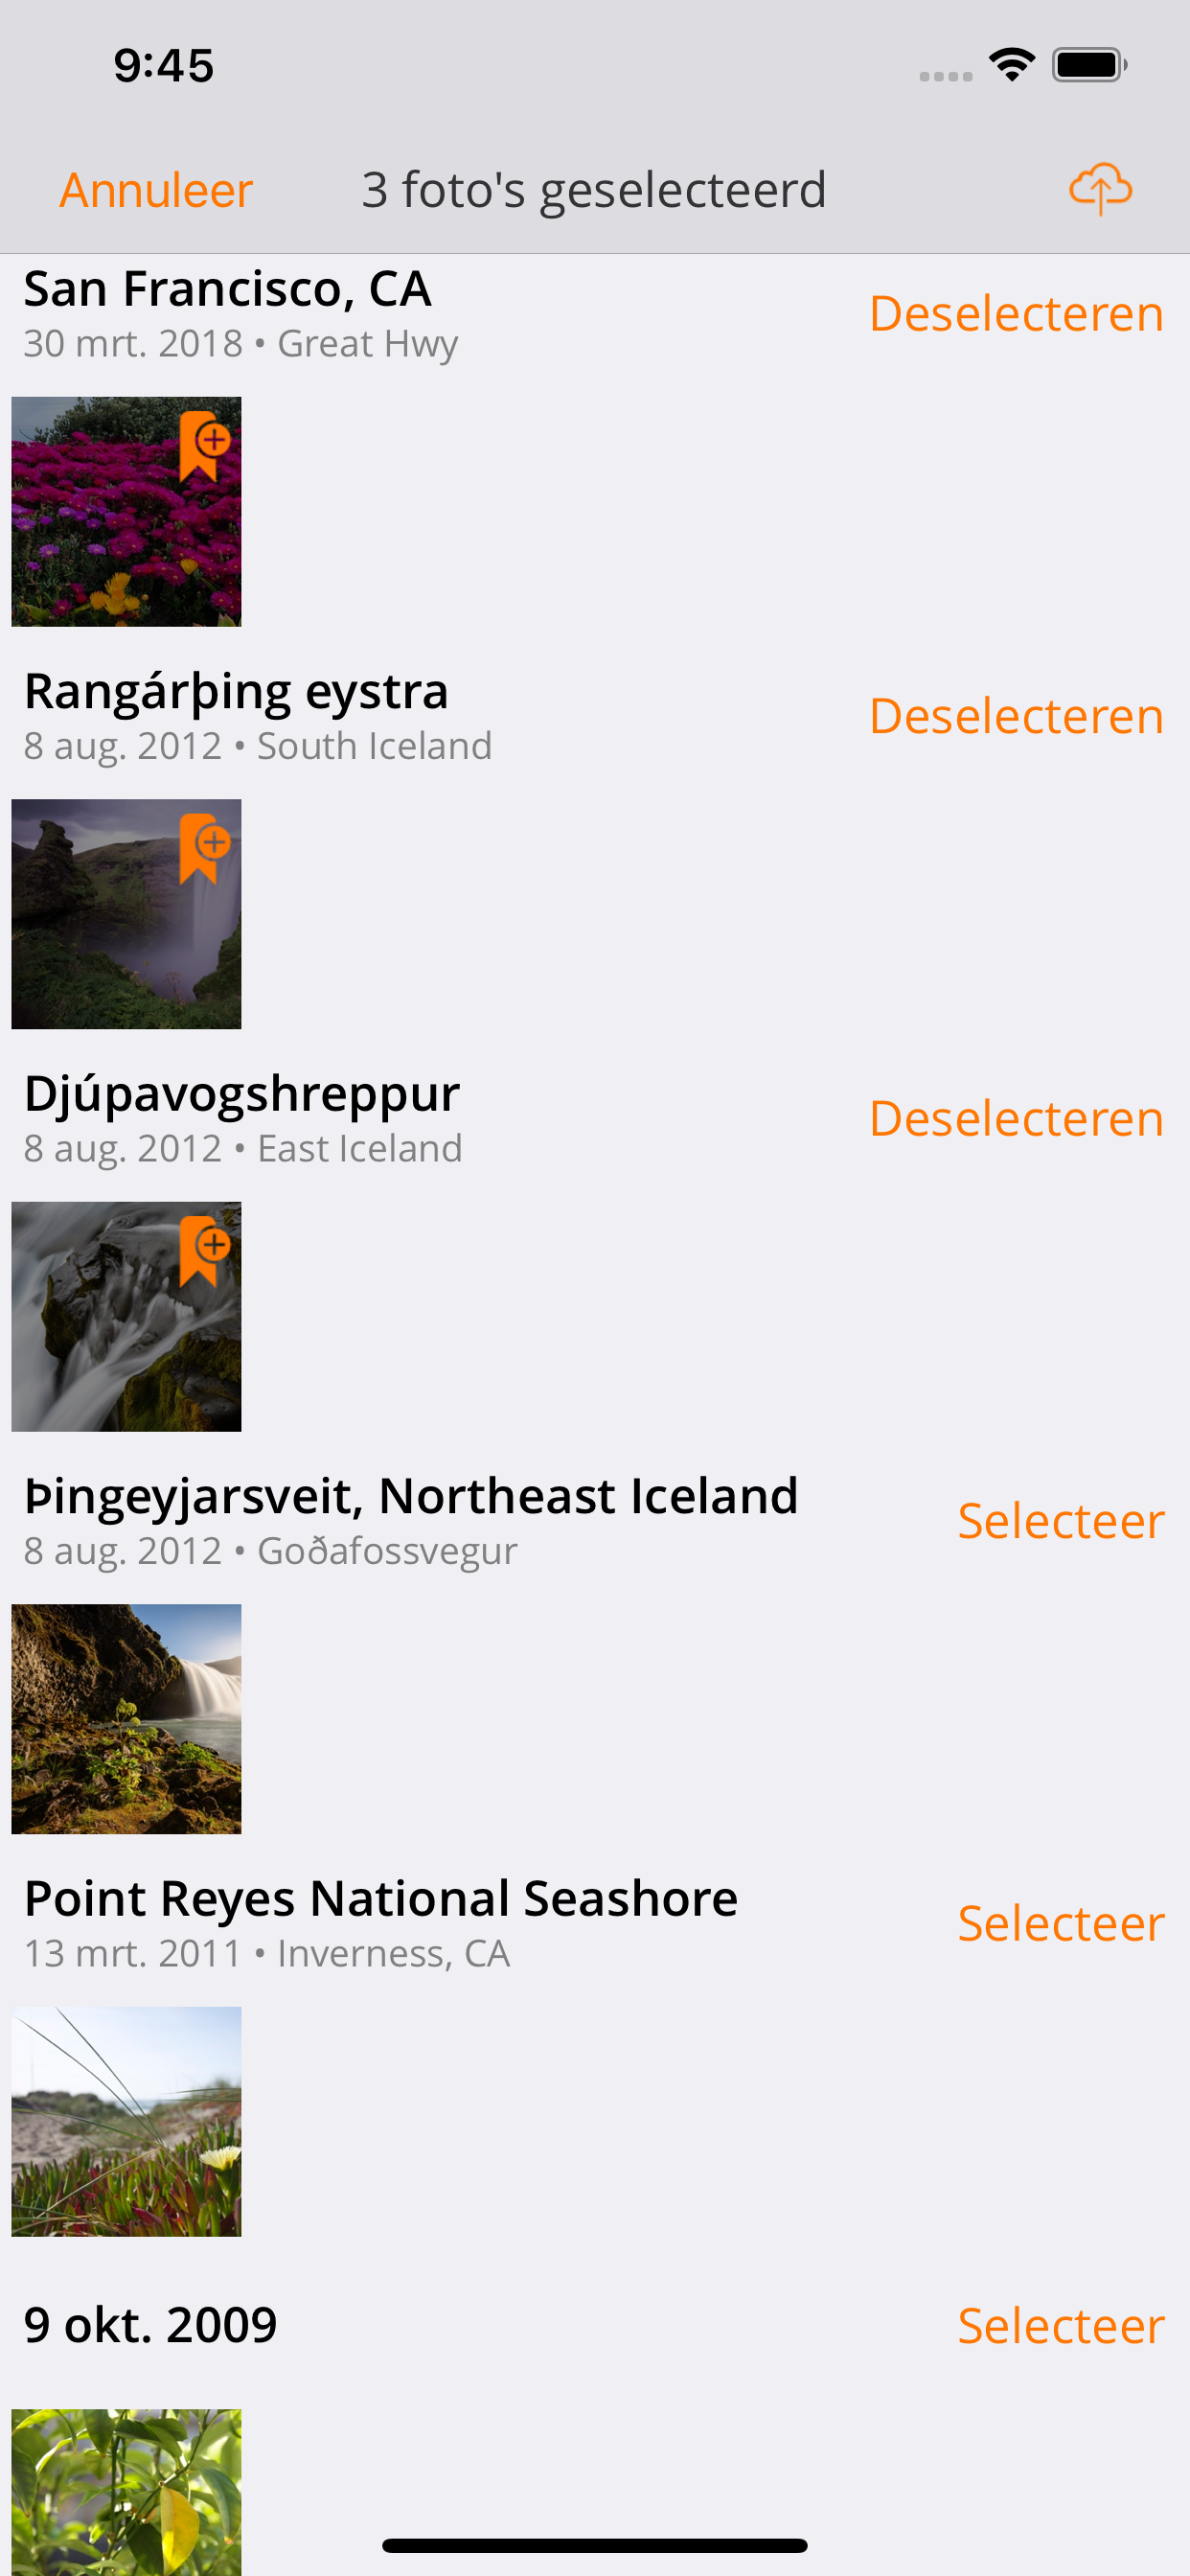 9:45
Annuleer
3 foto's geselecteerd
San Francisco, CA
30 mrt. 2018 • Great Hwy
Deselecteren
Rangárþing eystra
8 aug. 2012 • South Iceland
Deselecteren
Djúpavogshreppur
8 aug. 2012 • East Iceland
Deselecteren
Þingeyjarsveit, Northeast Iceland
8 aug. 2012 • Goðafossvegur
Selecteer
Point Reyes National Seashore
13 mrt. 2011 • Inverness, CA
Selecteer
9 okt. 2009
Selecteer